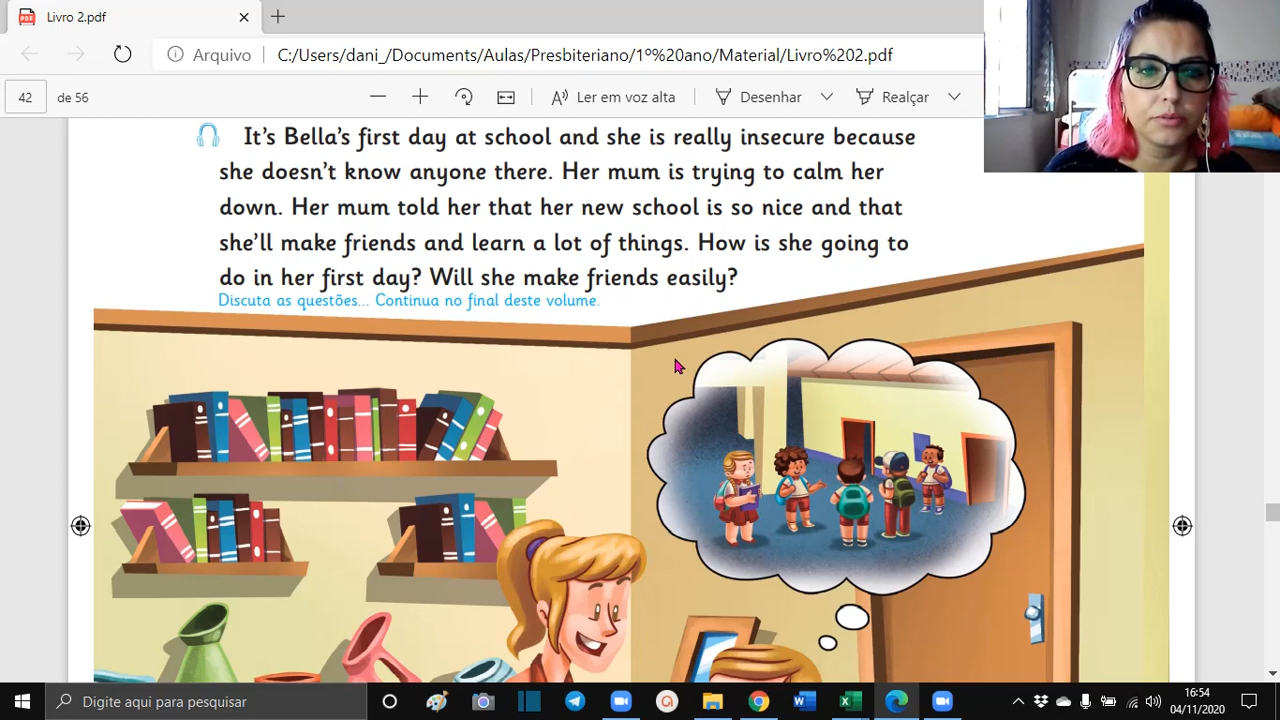 Livro 2.pdf
Arquivo
C:/Users/dani_/Documents/Aulas/Presbiteriano/1º%20ano/Material/Livro%202.pdf
42 de 56
Ler em voz alta
Desenhar
Realçar
It's Bella's first day at school and she is really insecure because
she doesn't know anyone there. Her mum is trying to calm her
down. Her mum told her that her new school is so nice and that
she'll make friends and learn a lot of things. How is she going to
do in her first day? Will she make friends easily?
Discuta as questões... Continua no final deste volume.
Digite aqui para pesquisar
16:54
04/11/2020